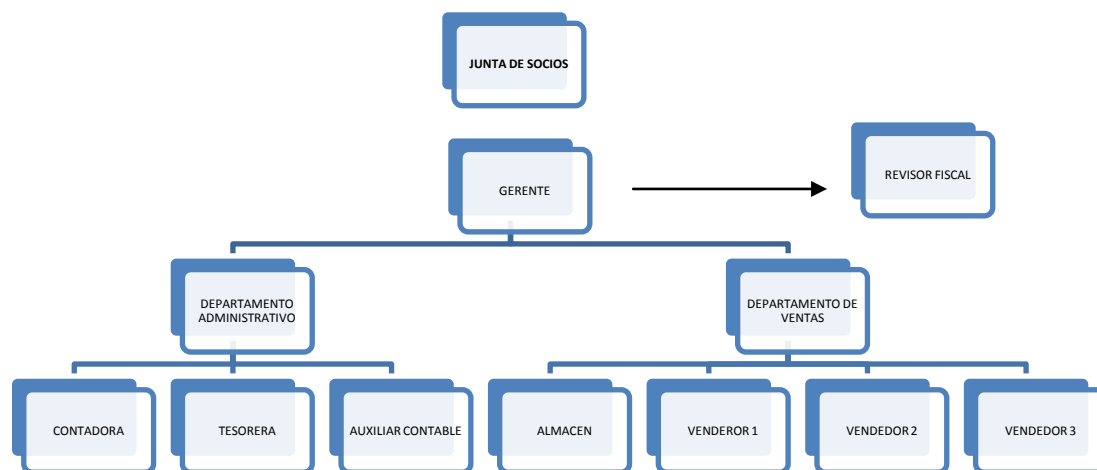 JUNTA DE SOCIOS
GERENTE
REVISOR FISCAL
DEPARTAMENTO
ADMINISTRATIVO
DEPARTAMENTO DE
VENTAS
CONTADORA
TESORERA
AUXILIAR CONTABLE
ALMACEN
VENDEROR 1
VENDEDOR 2
VENDEDOR 3